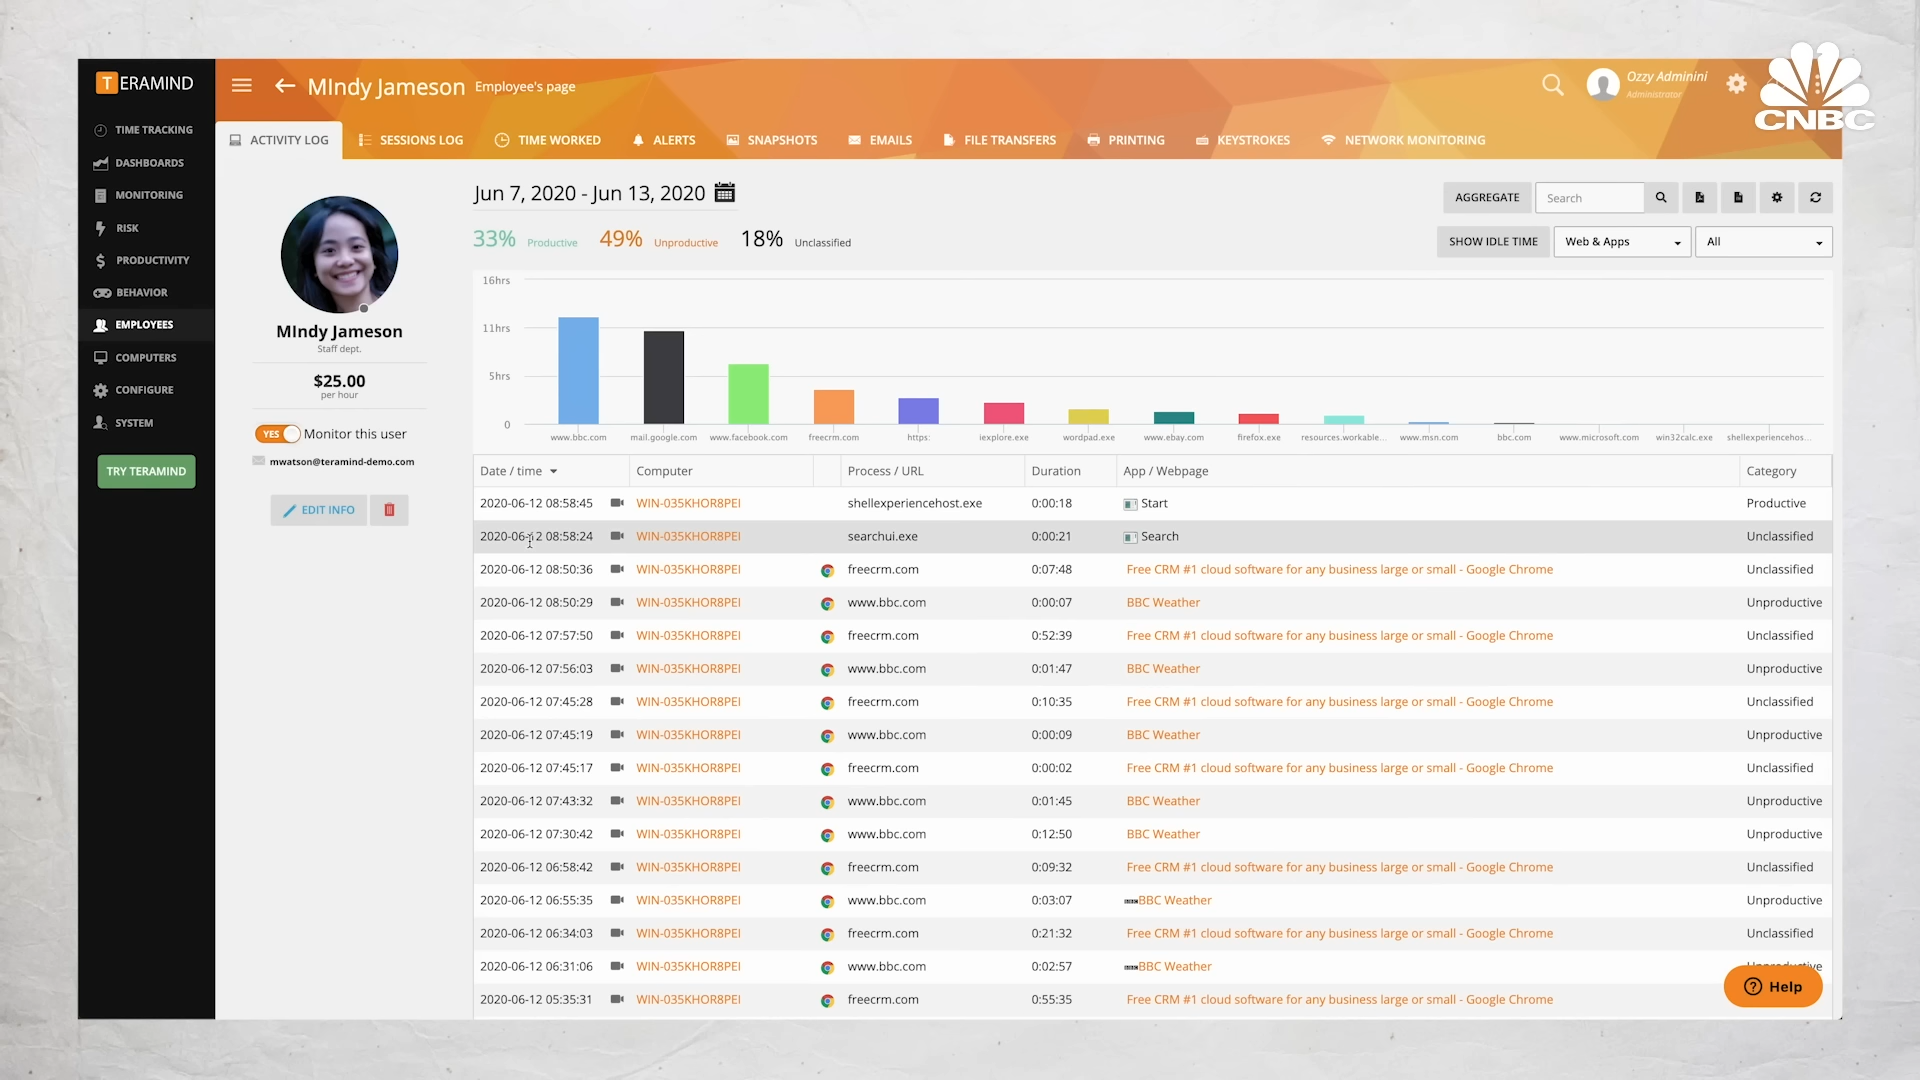 TERAMIND
MIndy Jameson Employee's page
Ozzy Adminini
Administrator
CNBC
TIME TRACKING
DASHBOARDS
MONITORING
RISK
PRODUCTIVITY
BEHAVIOR
EMPLOYEES
COMPUTERS
CONFIGURE
SYSTEM
TRY TERAMIND
ACTIVITY LOG SESSIONS LOG TIME WORKED ALERTS SNAPSHOTS EMAILS FILE TRANSFERS PRINTING KEYSTROKES NETWORK MONITORING
MIndy Jameson
Staff dept.
$25.00
per hour
YES Monitor this user
mwatson@teramind-demo.com
EDIT INFO
Jun 7, 2020 - Jun 13, 2020
AGGREGATE Search
33% Productive 49% Unproductive 18% Unclassified
SHOW IDLE TIME Web & Apps All
16hrs
11hrs
5hrs
0
www.bbc.com mail.google.com www.facebook.com freecrm.com https: iexplore.exe wordpad.exe www.ebay.com firefox.exe resources.workable... www.msn.com bbc.com www.microsoft.com win32calc.exe shellexperiencehos...
Date / time Computer Process / URL Duration App / Webpage Category
2020-06-12 08:58:45 WIN-035KHOR8PEI shellexperiencehost.exe 0:00:18 Start Productive
2020-06-12 08:58:24 WIN-035KHOR8PEI searchui.exe 0:00:21 Search Unclassified
2020-06-12 08:50:36 WIN-035KHOR8PEI freecrm.com 0:07:48 Free CRM #1 cloud software for any business large or small - Google Chrome Unclassified
2020-06-12 08:50:29 WIN-035KHOR8PEI www.bbc.com 0:00:07 BBC Weather Unproductive
2020-06-12 07:57:50 WIN-035KHOR8PEI freecrm.com 0:52:39 Free CRM #1 cloud software for any business large or small - Google Chrome Unclassified
2020-06-12 07:56:03 WIN-035KHOR8PEI www.bbc.com 0:01:47 BBC Weather Unproductive
2020-06-12 07:45:28 WIN-035KHOR8PEI freecrm.com 0:10:35 Free CRM #1 cloud software for any business large or small - Google Chrome Unclassified
2020-06-12 07:45:19 WIN-035KHOR8PEI www.bbc.com 0:00:09 BBC Weather Unproductive
2020-06-12 07:45:17 WIN-035KHOR8PEI freecrm.com 0:00:02 Free CRM #1 cloud software for any business large or small - Google Chrome Unclassified
2020-06-12 07:43:32 WIN-035KHOR8PEI www.bbc.com 0:01:45 BBC Weather Unproductive
2020-06-12 07:30:42 WIN-035KHOR8PEI www.bbc.com 0:12:50 BBC Weather Unproductive
2020-06-12 06:58:42 WIN-035KHOR8PEI freecrm.com 0:09:32 Free CRM #1 cloud software for any business large or small - Google Chrome Unclassified
2020-06-12 06:55:35 WIN-035KHOR8PEI www.bbc.com 0:03:07 BBC Weather Unproductive
2020-06-12 06:34:03 WIN-035KHOR8PEI freecrm.com 0:21:32 Free CRM #1 cloud software for any business large or small - Google Chrome Unclassified
2020-06-12 06:31:06 WIN-035KHOR8PEI www.bbc.com 0:02:57 BBC Weather Unproductive
2020-06-12 05:35:31 WIN-035KHOR8PEI freecrm.com 0:55:35 Free CRM #1 cloud software for any business large or small - Google Chrome
Help